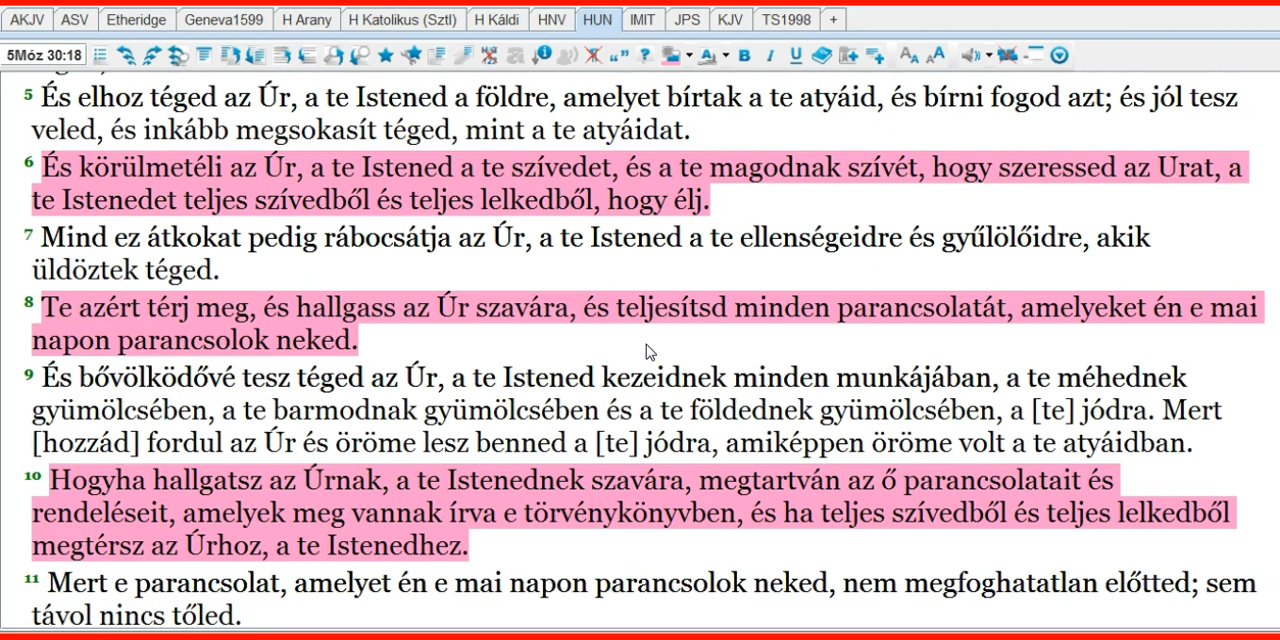 AKJV ASV Etheridge Geneva1599 H Arany H Katolikus (Sztl) H Káldi HNV HUN IMIT JPS KJV TS1998 +
5Móz 30:18
5 És elhoz téged az Úr, a te Istened a földre, amelyet bírtak a te atyáid, és bírni fogod azt; és jól tesz
veled, és inkább megsokasít téged, mint a te atyáidat.
6 És körülmetéli az Úr, a te Istened a te szívedet, és a te magodnak szívét, hogy szeressed az Urat, a
te Istenedet teljes szívedből és teljes lelkedből, hogy élj.
7 Mind ez átkokat pedig rábocsátja az Úr, a te Istened a te ellenségeidre és gyűlölőidre, akik
üldöztek téged.
8 Te azért térj meg, és hallgass az Úr szavára, és teljesítsd minden parancsolatát, amelyeket én e mai
napon parancsolok neked.
9 És bővölködővé tesz téged az Úr, a te Istened kezeidnek minden munkájában, a te méhednek
gyümölcsében, a te barmodnak gyümölcsében és a te földednek gyümölcsében, a [te] jódra. Mert
[hozzád] fordul az Úr és öröme lesz benned a [te] jódra, amiképpen öröme volt a te atyáidban.
10 Hogyha hallgatsz az Úrnak, a te Istenednek szavára, megtartván az ő parancsolatait és
rendeléseit, amelyek meg vannak írva e törvénykönyvben, és ha teljes szívedből és teljes lelkedből
megtérsz az Úrhoz, a te Istenedhez.
11 Mert e parancsolat, amelyet én e mai napon parancsolok neked, nem megfoghatatlan előtted; sem
távol nincs tőled.